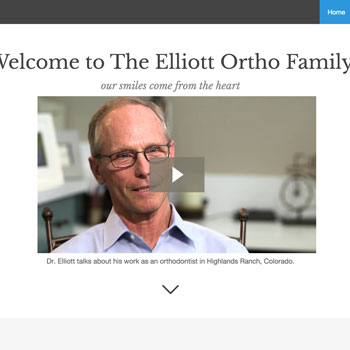 Home
Welcome to The Elliott Ortho Family
our smiles come from the heart
Dr. Elliott talks about his work as an orthodontist in Highlands Ranch, Colorado.